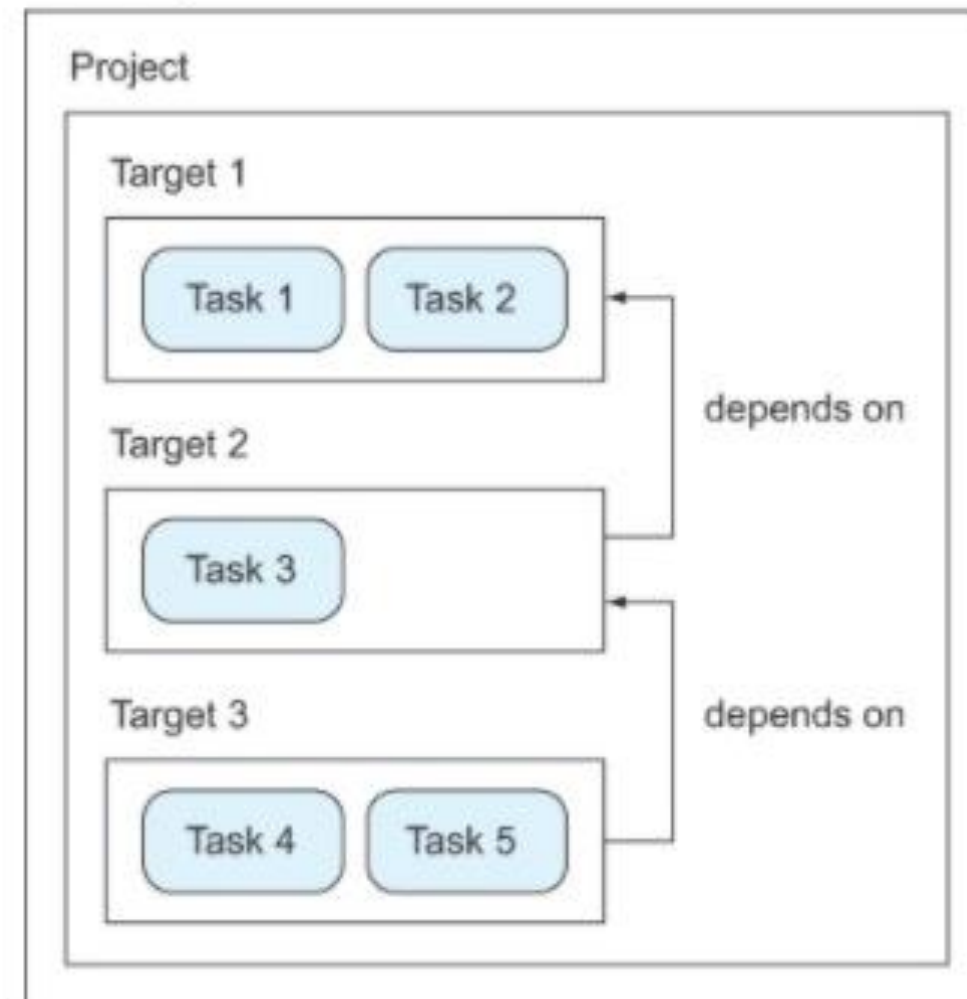 Project
Target 1
Task 1
Task 2
depends on
Target 2
Task 3
Target 3
depends on
Task 4
Task 5